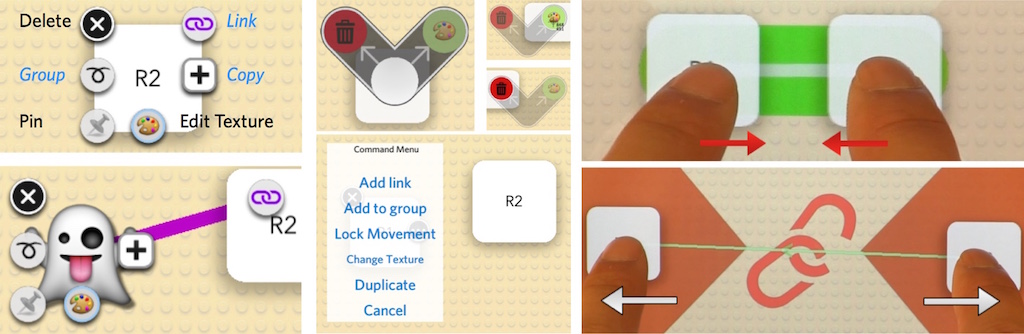 Delete
Link
Group
R2
Copy
Pin
Edit Texture
R2
Command Menu
Add link
Add to group
Lock Movement
Change Texture
Duplicate
Cancel
R2